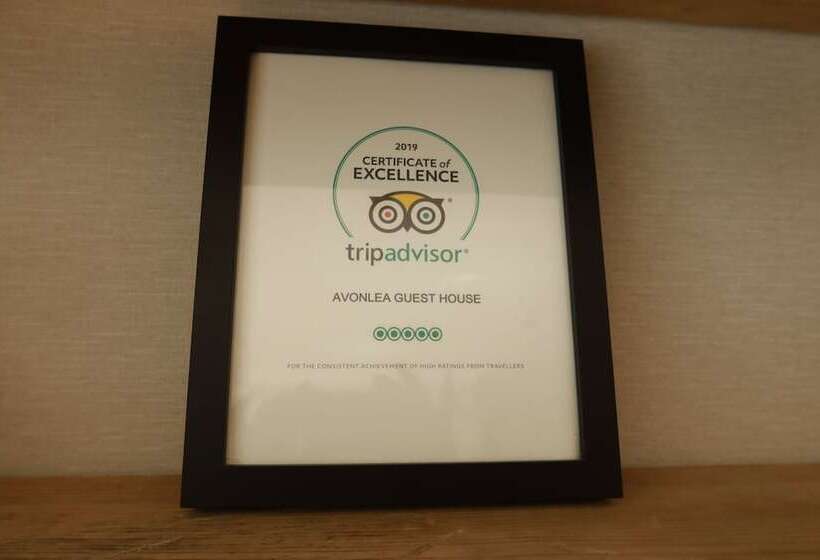 2019
CERTIFICATE of
EXCELLENCE
tripadvisor®
AVONLEA GUEST HOUSE
FOR THE CONSISTENT ACHIEVEMENT OF HIGH RATINGS FROM TRAVELLERS